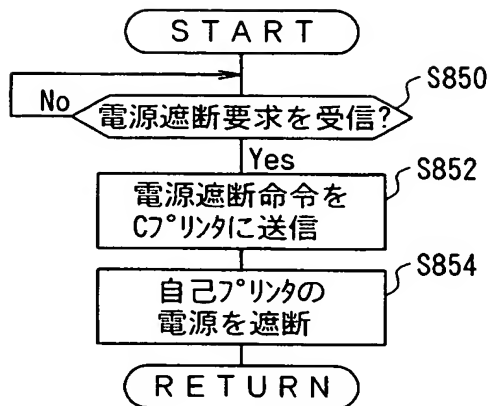 START
S850
No
電源遮断要求を受信?
Yes
S852
電源遮断命令を
Cﾌﾟﾘﾝﾀに送信
S854
自己ﾌﾟﾘﾝﾀの
電源を遮断
RETURN